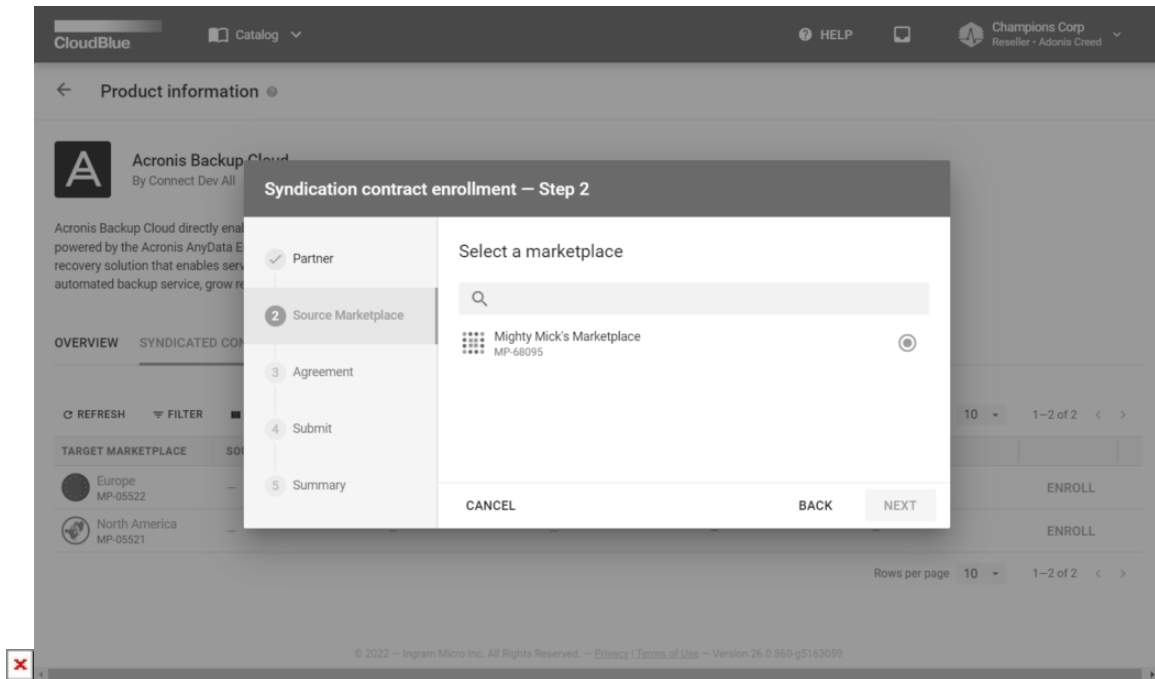 CloudBlue
Catalog
HELP
Champions Corp
Reseller • Adonis Creed
Product information
Acronis Backup Cloud
By Connect Dev All
Acronis Backup Cloud directly
powered by the Acronis AnyData
recovery solution that enables
automated backup service, grow
OVERVIEW
SYNDICATED
REFRESH
FILTER
10
1–2 of 2
TARGET MARKETPLACE
Europe
MP-05522
—
ENROLL
North America
MP-05521
—
—
—
—
—
ENROLL
Rows per page
10
1–2 of 2
© 2022 – Ingram Micro Inc. All Rights Reserved. – Privacy | Terms of Use – Version 26.0.860-g5163059
Syndication contract enrollment — Step 2
Partner
2 Source Marketplace
3 Agreement
4 Submit
5 Summary
Select a marketplace
Mighty Mick's Marketplace
MP-68095
CANCEL
BACK
NEXT